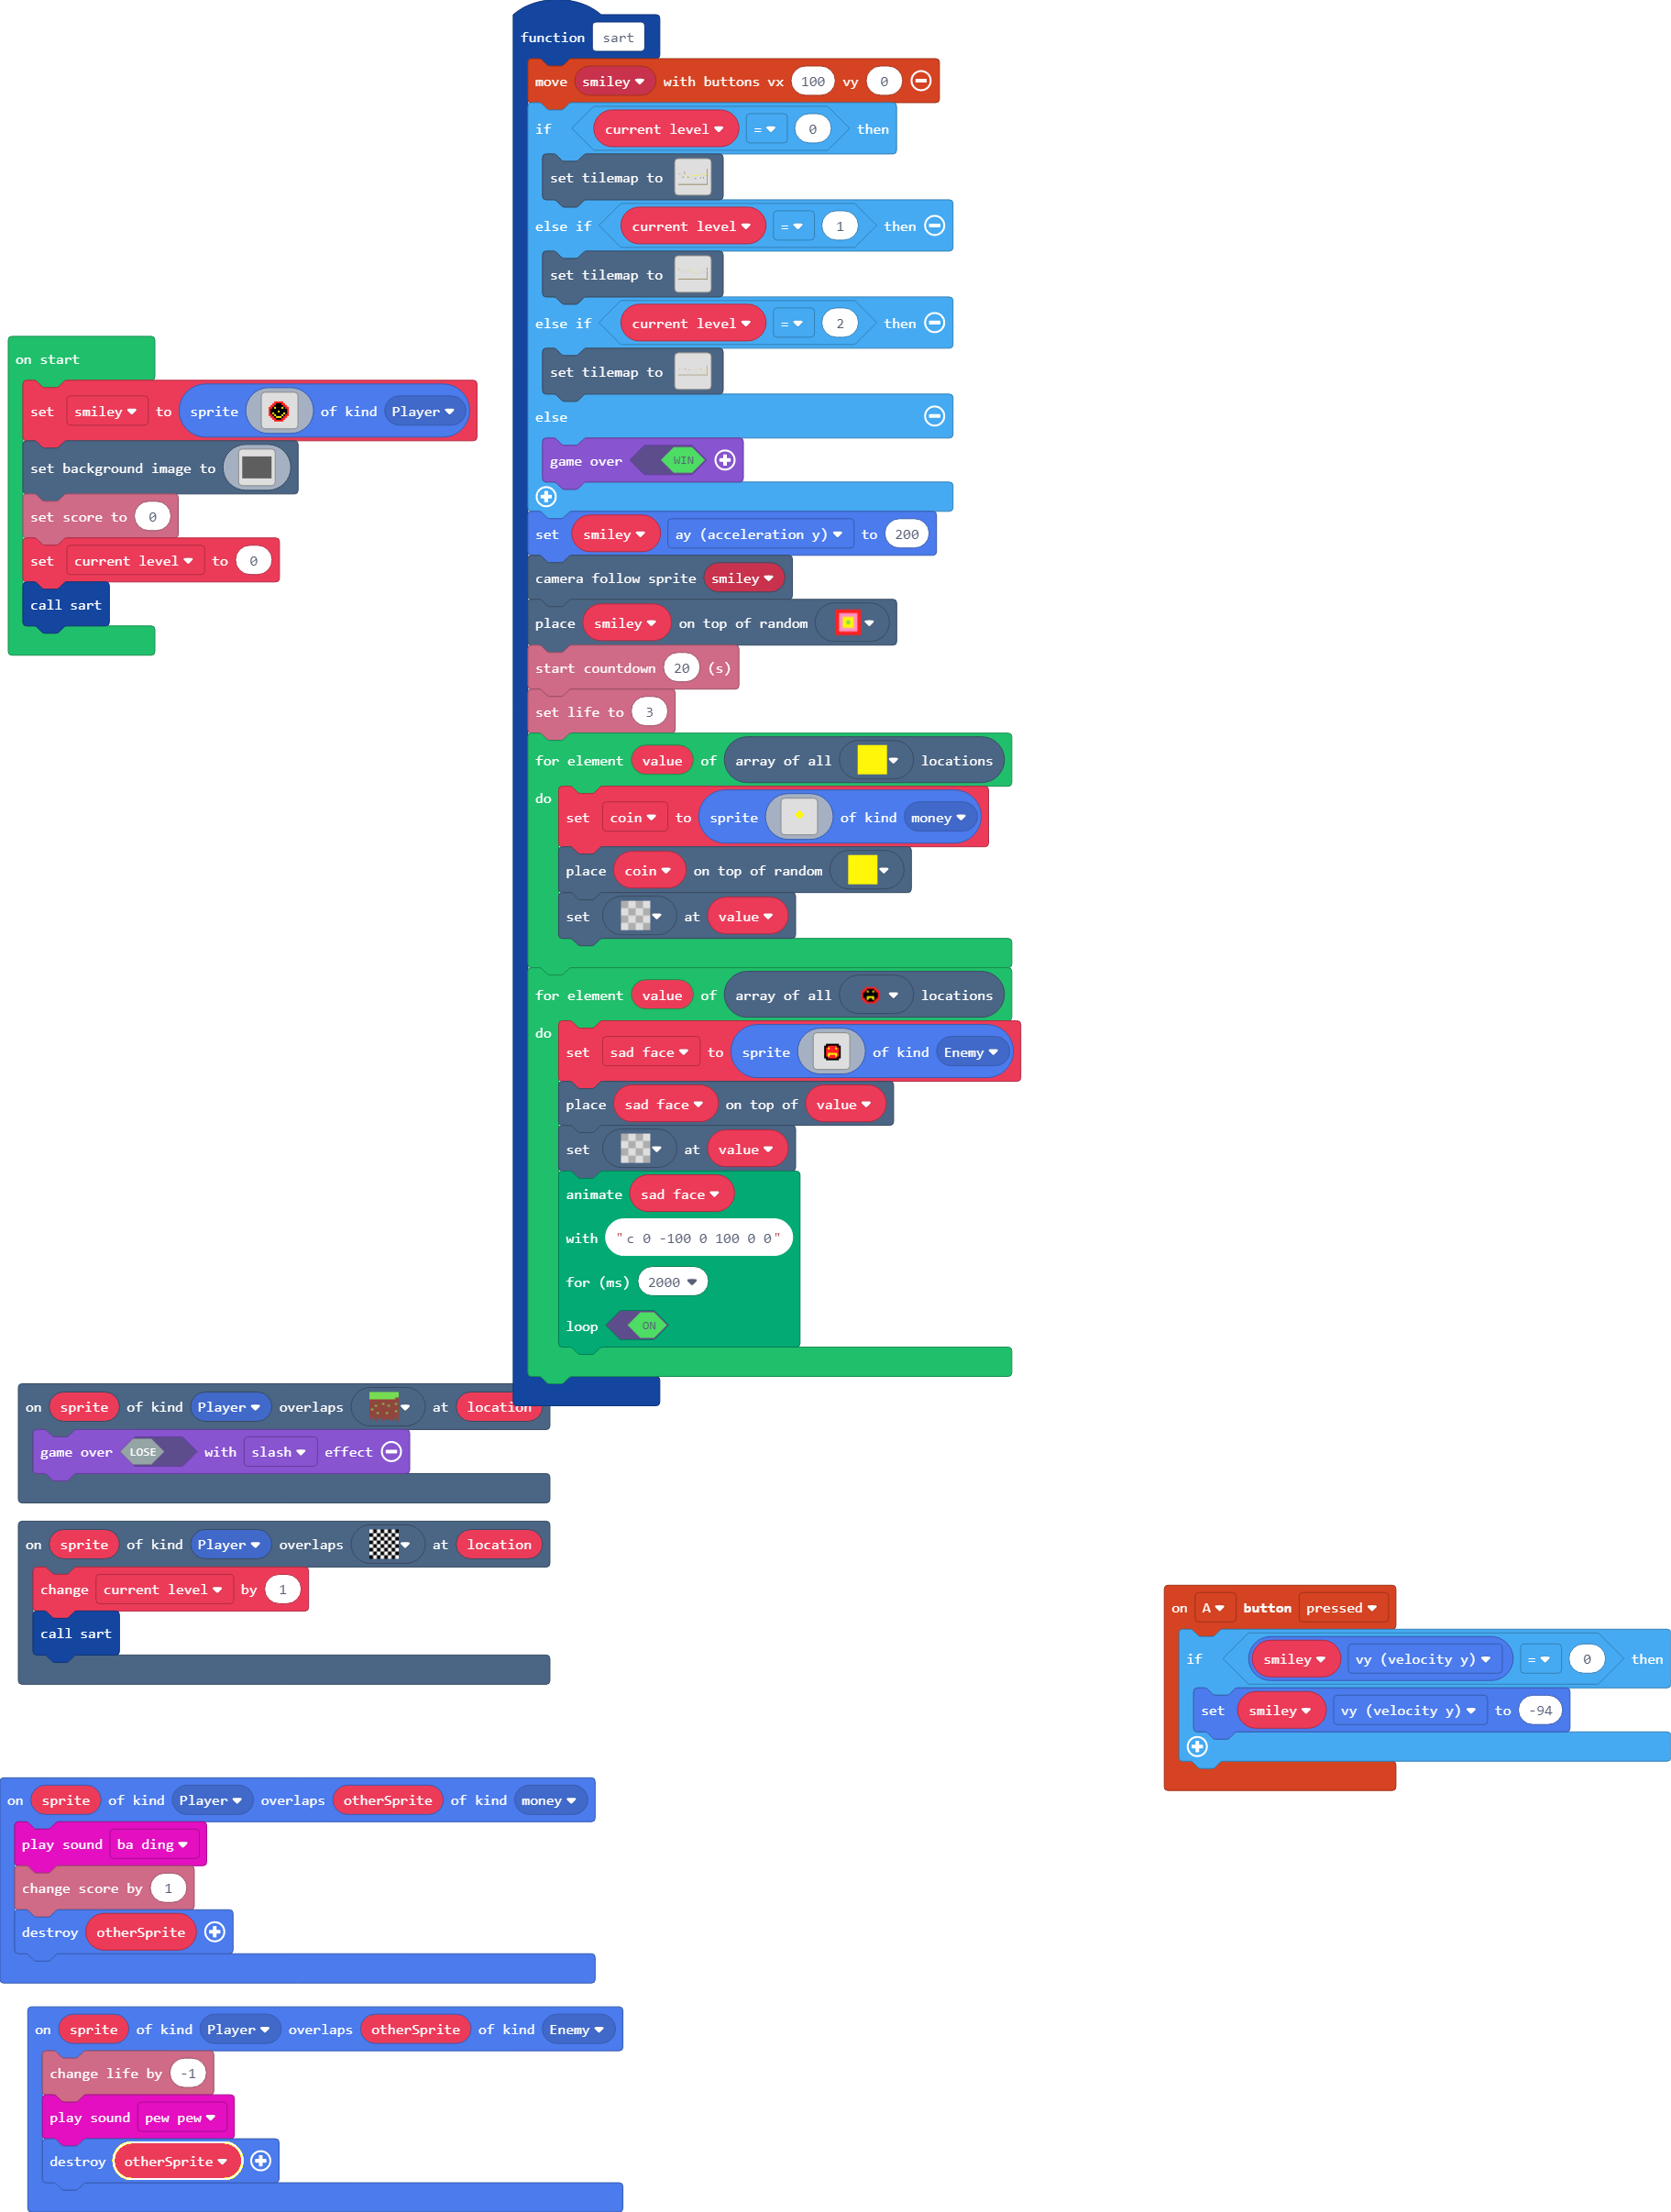 function sart
move smiley with buttons vx 100 vy 0
if current level = 0 then
set tilemap to
else if current level = 1 then
set tilemap to
else if current level = 2 then
set tilemap to
else
game over WIN
set smiley ay (acceleration y) to 200
camera follow sprite smiley
place smiley on top of random
start countdown 20 (s)
set life to 3
for element value of array of all locations
do
set coin to sprite of kind money
place coin on top of random
set at value
for element value of array of all locations
do
set sad face to sprite of kind Enemy
place sad face on top of value
set at value
animate sad face
with "c 0 -100 0 100 0 0"
for (ms) 2000
loop ON
on start
set smiley to sprite of kind Player
set background image to
set score to 0
set current level to 0
call sart
on sprite of kind Player overlaps at location
game over LOSE with slash effect
on sprite of kind Player overlaps at location
change current level by 1
call sart
on A button pressed
if smiley vy (velocity y) = 0 then
set smiley vy (velocity y) to -94
on sprite of kind Player overlaps otherSprite of kind money
play sound ba ding
change score by 1
destroy otherSprite
on sprite of kind Player overlaps otherSprite of kind Enemy
change life by -1
play sound pew pew
destroy otherSprite